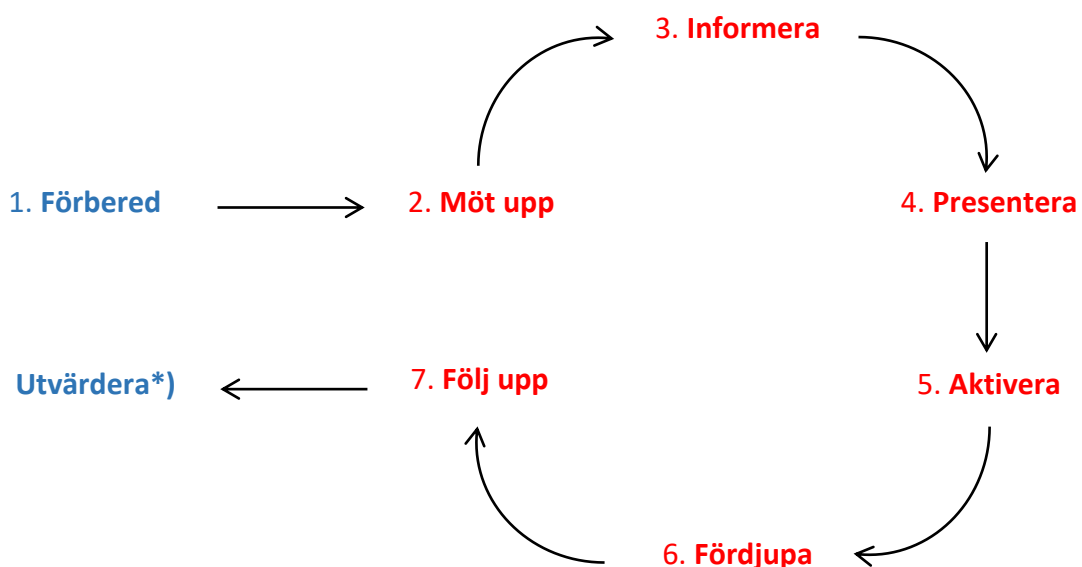 3. Informera
1. Förbered
2. Möt upp
4. Presentera
Utvärdera*)
7. Följ upp
5. Aktivera
6. Fördjupa